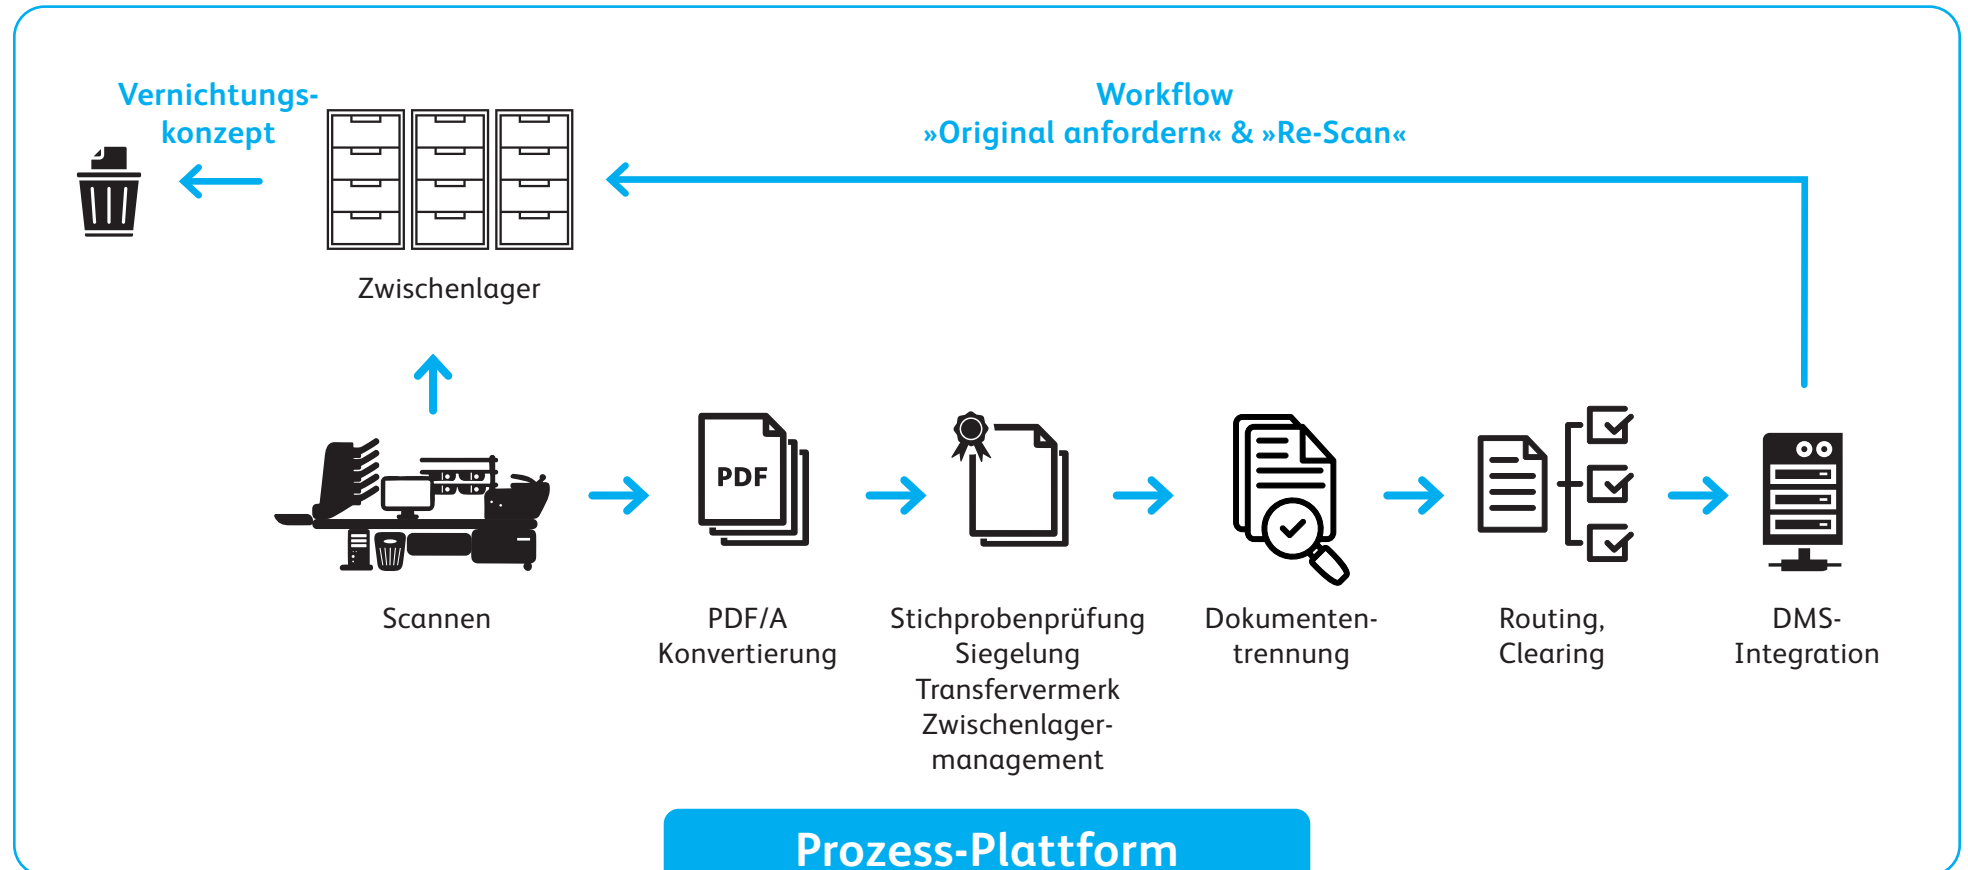 Vernichtungs-
konzept
Workflow
»Original anfordern« & »Re-Scan«
Zwischenlager
PDF
Scannen
PDF/A
Konvertierung
Stichprobenprüfung
Siegelung
Transfervermerk
Zwischenlager-
management
Dokumenten-
trennung
Routing,
Clearing
DMS-
Integration
Prozess-Plattform